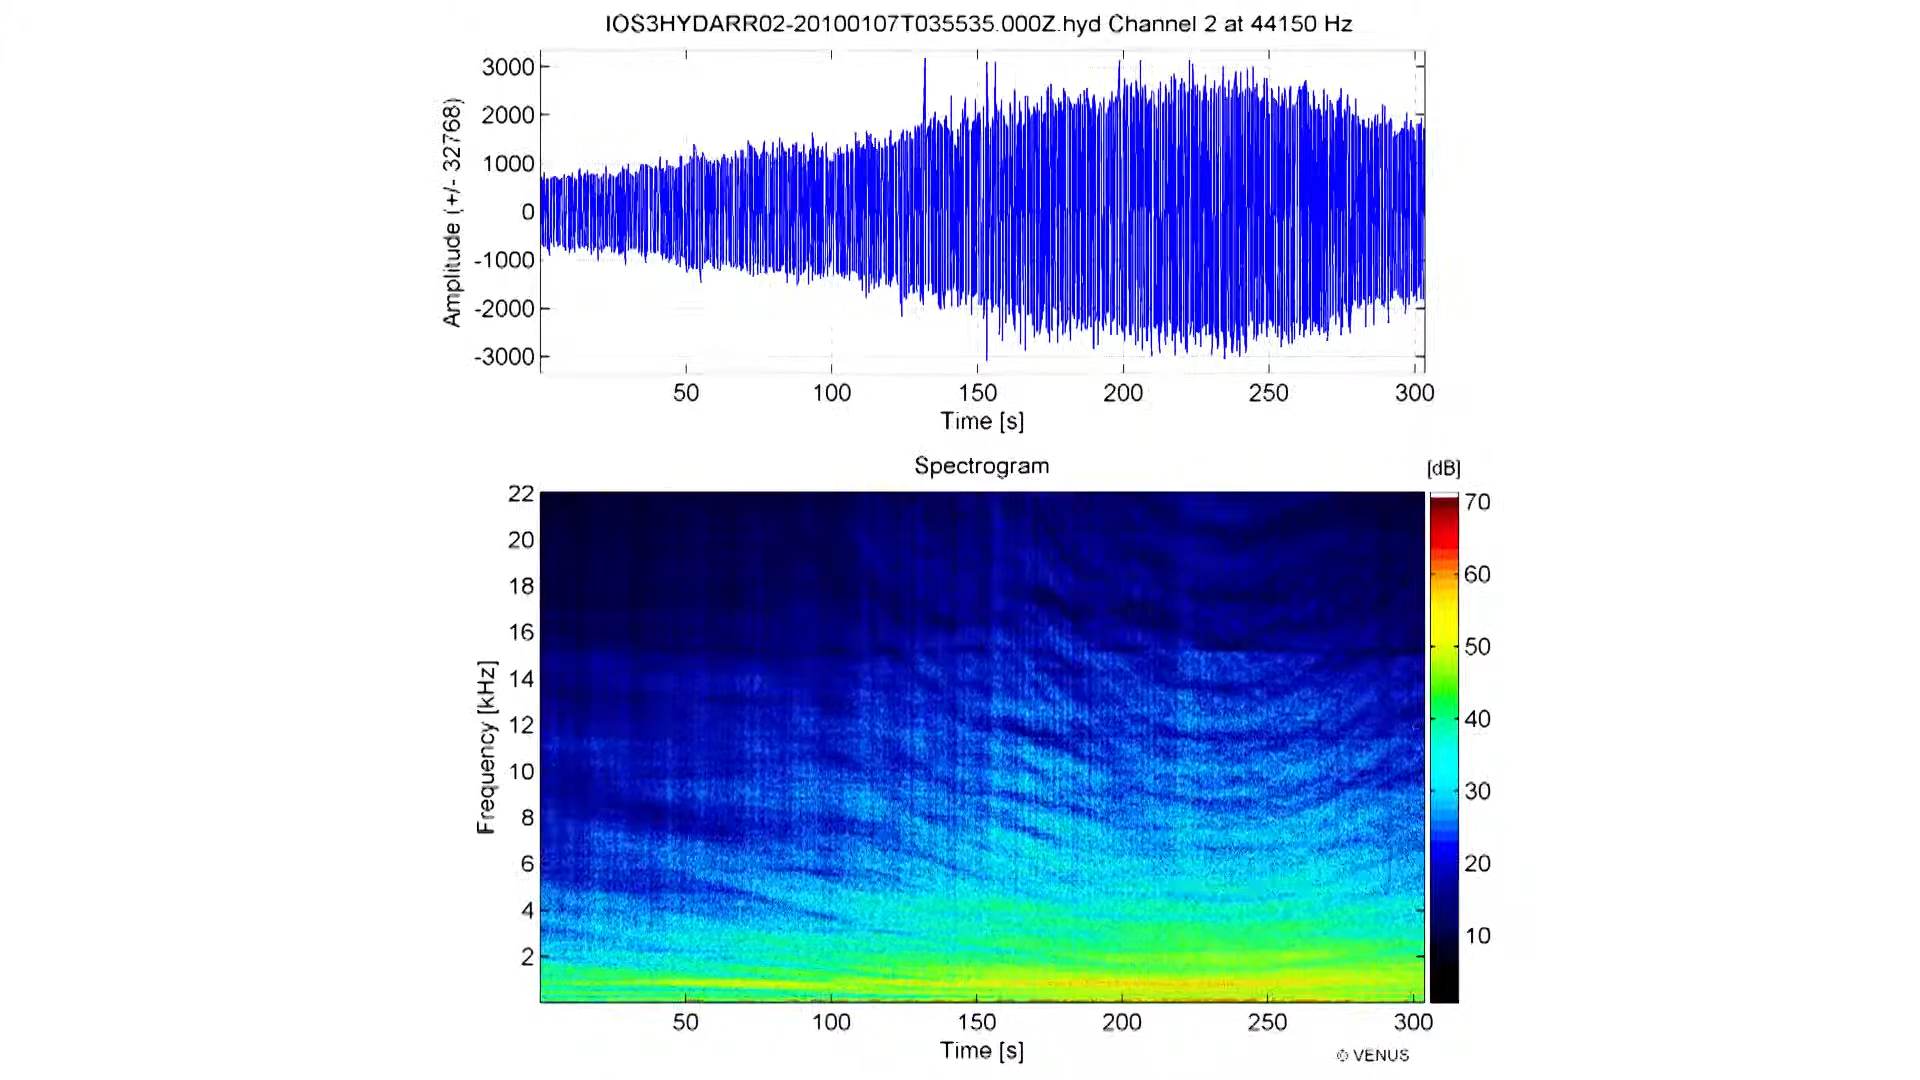 IOS3HYDARR02-20100107T035535.000Z.hyd Channel 2 at 44150 Hz
Amplitude (+/- 32768)
3000
2000
1000
0
-1000
-2000
-3000
50 100 150 200 250 300
Time [s]
Spectrogram
[dB]
Frequency [kHz]
22
20
18
16
14
12
10
8
6
4
2
70
60
50
40
30
20
10
50 100 150 200 250 300
Time [s]
© VENUS